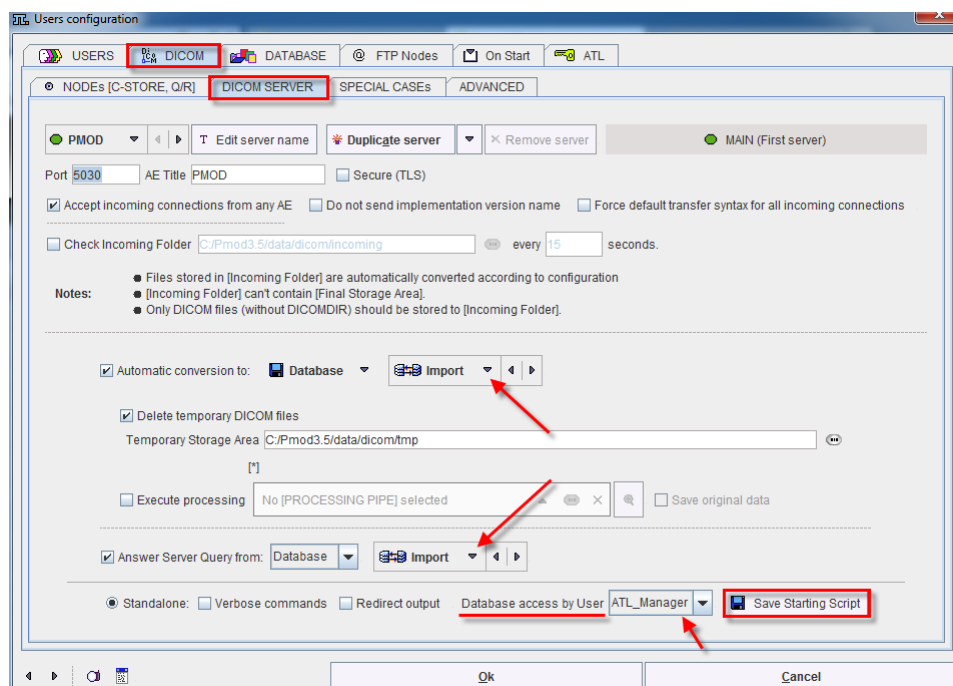 Users configuration
USERS DICOM DATABASE @ FTP Nodes On Start ATL
NODEs [C-STORE, Q/R] DICOM SERVER SPECIAL CASEs ADVANCED
PMOD T Edit server name Duplicate server Remove server MAIN (First server)
Port 5030 AE Title PMOD Secure (TLS)
Accept incoming connections from any AE Do not send implementation version name Force default transfer syntax for all incoming connections
Check Incoming Folder C:/Pmod3.5/data/dicom/incoming every 15 seconds.
Files stored in [Incoming Folder] are automatically converted according to configuration
Notes: [Incoming Folder] can't contain [Final Storage Area].
Only DICOM files (without DICOMDIR) should be stored to [Incoming Folder].
Automatic conversion to: Database Import
Delete temporary DICOM files
Temporary Storage Area C:/Pmod3.5/data/dicom/tmp
[*]
Execute processing No [PROCESSING PIPE] selected Save original data
Answer Server Query from: Database Import
Standalone: Verbose commands Redirect output Database access by User ATL_Manager Save Starting Script
Ok Cancel